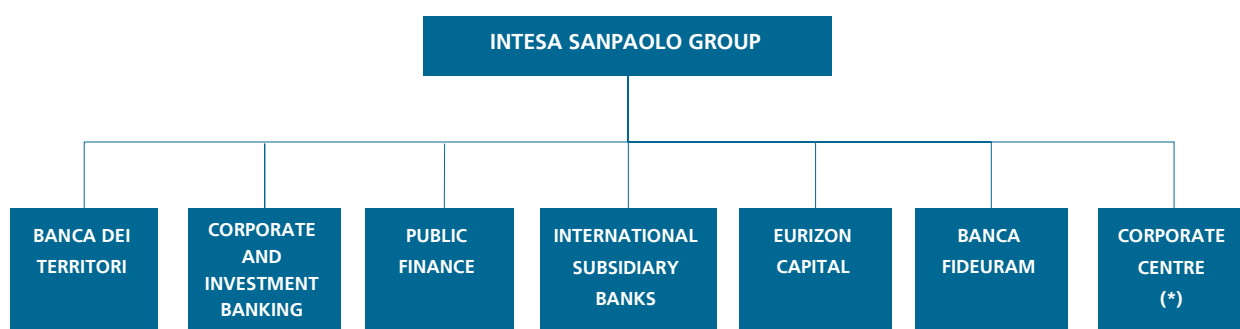 INTESA SANPAOLO GROUP
BANCA DEI
TERRITORI
CORPORATE
AND
INVESTMENT
BANKING
PUBLIC
FINANCE
INTERNATIONAL
SUBSIDIARY
BANKS
EURIZON
CAPITAL
BANCA
FIDEURAM
CORPORATE
CENTRE
(*)